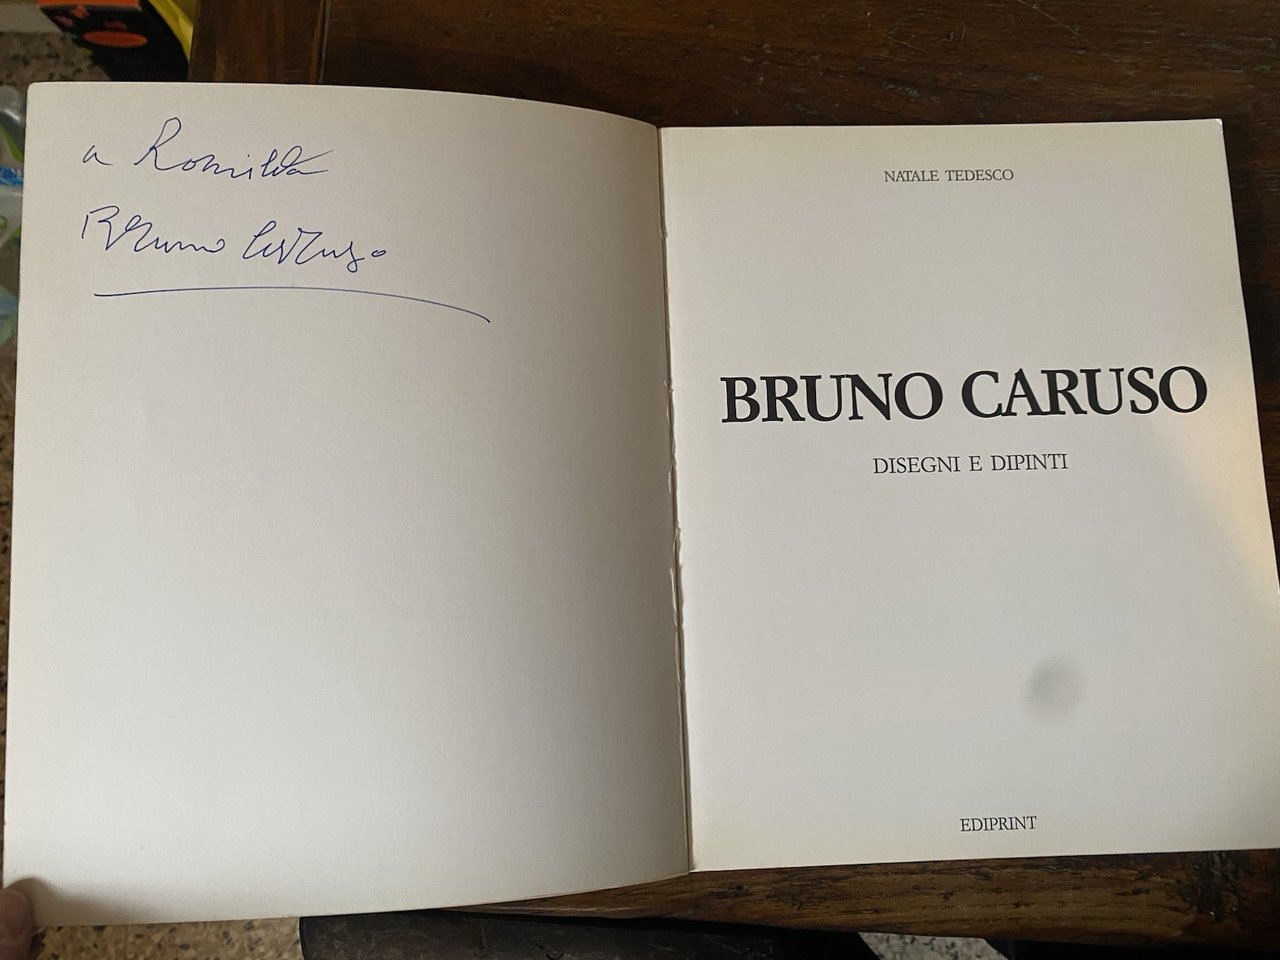 a Romilda
Bruno Caruso
NATALE TEDESCO
BRUNO CARUSO
DISEGNI E DIPINTI
EDIPRINT